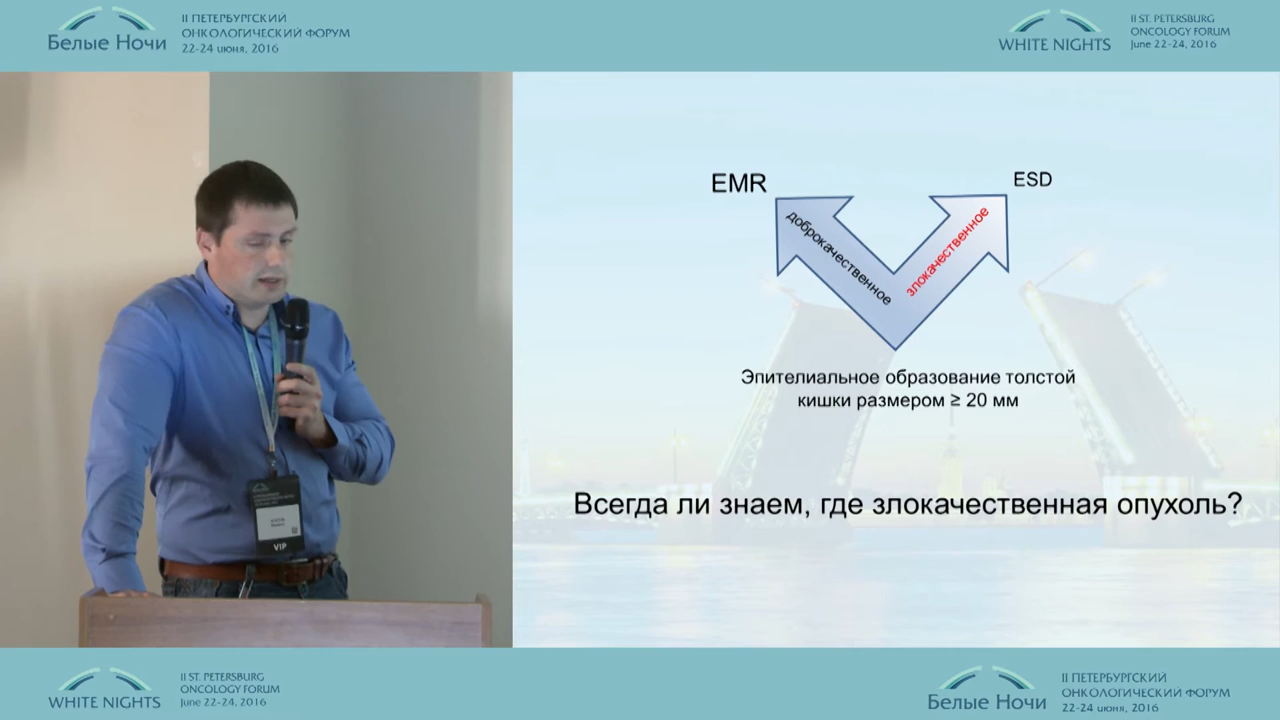 Белые Ночи
II ПЕТЕРБУРГСКИЙ
ОНКОЛОГИЧЕСКИЙ ФОРУМ
22-24 июня, 2016
WHITE NIGHTS
II ST. PETERSBURG
ONCOLOGY FORUM
June 22-24, 2016
EMR
ESD
доброкачественное
злокачественное
Эпителиальное образование толстой
кишки размером ≥ 20 мм
Всегда ли знаем, где злокачественная опухоль?
VIP
WHITE NIGHTS
II ST. PETERSBURG
ONCOLOGY FORUM
June 22-24, 2016
Белые Ночи
II ПЕТЕРБУРГСКИЙ
ОНКОЛОГИЧЕСКИЙ ФОРУМ
22-24 июня, 2016